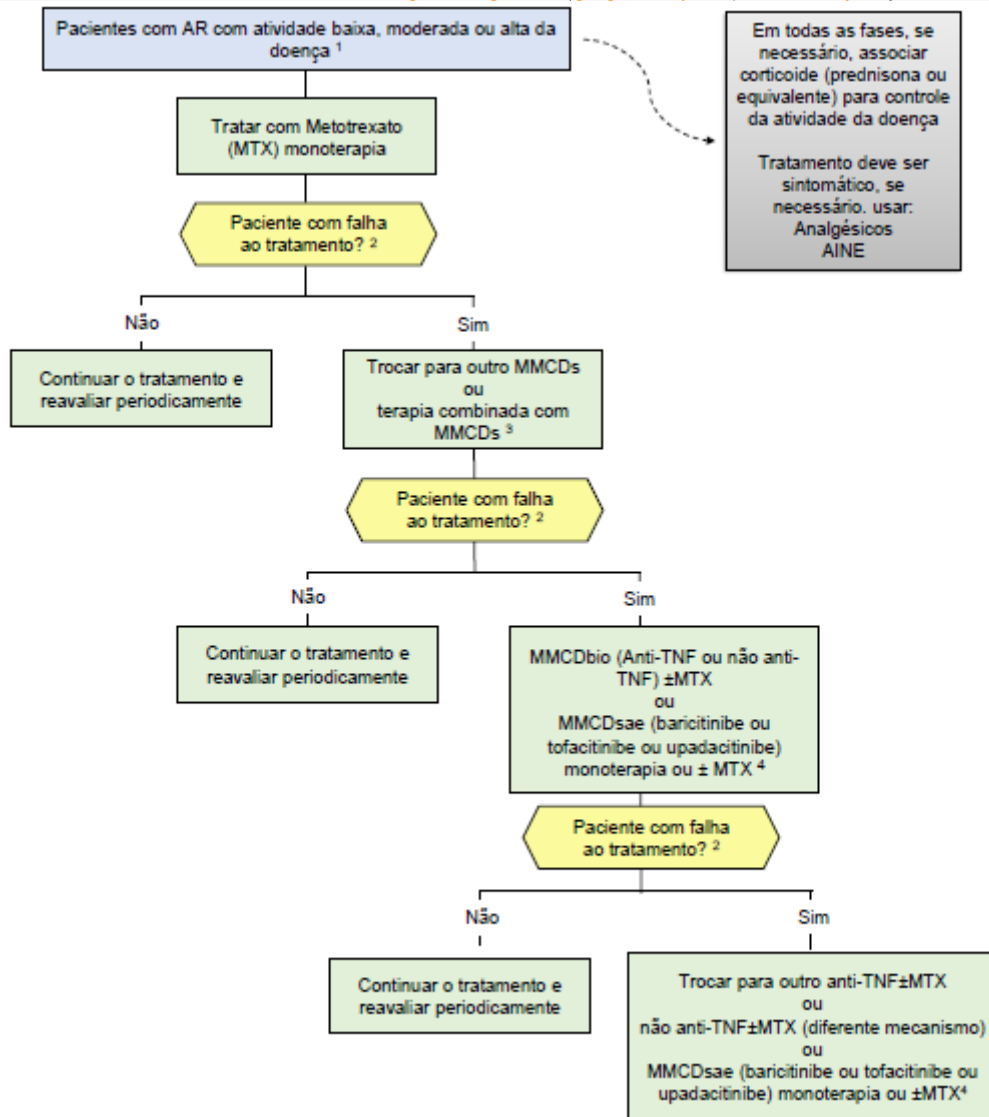 Pacientes com AR com atividade baixa, moderada ou alta da
doença ¹
Em todas as fases, se
necessário, associar
corticoide (prednisona ou
equivalente) para controle
da atividade da doença
Tratamento deve ser
sintomático, se
necessário. usar:
Analgésicos
AINE
Tratar com Metotrexato
(MTX) monoterapia
Paciente com falha
ao tratamento? ²
Não
Sim
Continuar o tratamento e
reavaliar periodicamente
Trocar para outro MMCDs
ou
terapia combinada com
MMCDs ³
Paciente com falha
ao tratamento? ²
Não
Sim
Continuar o tratamento e
reavaliar periodicamente
MMCDbio (Anti-TNF ou não anti-
TNF) ±MTX
ou
MMCDsae (baricitinibe ou
tofacitinibe ou upadacitinibe)
monoterapia ou ± MTX ⁴
Paciente com falha
ao tratamento? ²
Não
Sim
Continuar o tratamento e
reavaliar periodicamente
Trocar para outro anti-TNF±MTX
ou
não anti-TNF±MTX (diferente mecanismo)
ou
MMCDsae (baricitinibe ou tofacitinibe ou
upadacitinibe) monoterapia ou ±MTX⁴